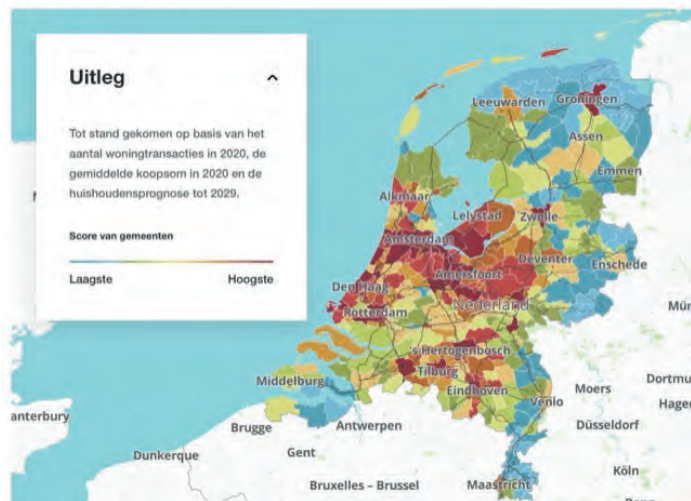 Uitleg
Tot stand gekomen op basis van het
aantal woningtransacties in 2020, de
gemiddelde koopsom in 2020 en de
huishoudensprognose tot 2029.
Score van gemeenten
Laagste
Hoogste
Leeuwarden
Groningen
Assen
Emmen
Alkmaar
Lelystad
Zwolle
Amsterdam
Deventer
Enschede
Amersfoort
Den Haag
Nederland
Rotterdam
's Hertogenbosch
Tilburg
Middelburg
Eindhoven
Venlo
Moers
anterbury
Brugge
Antwerpen
Düsseldorf
Dunkerque
Gent
Köln
Bruxelles – Brussel
Maastricht